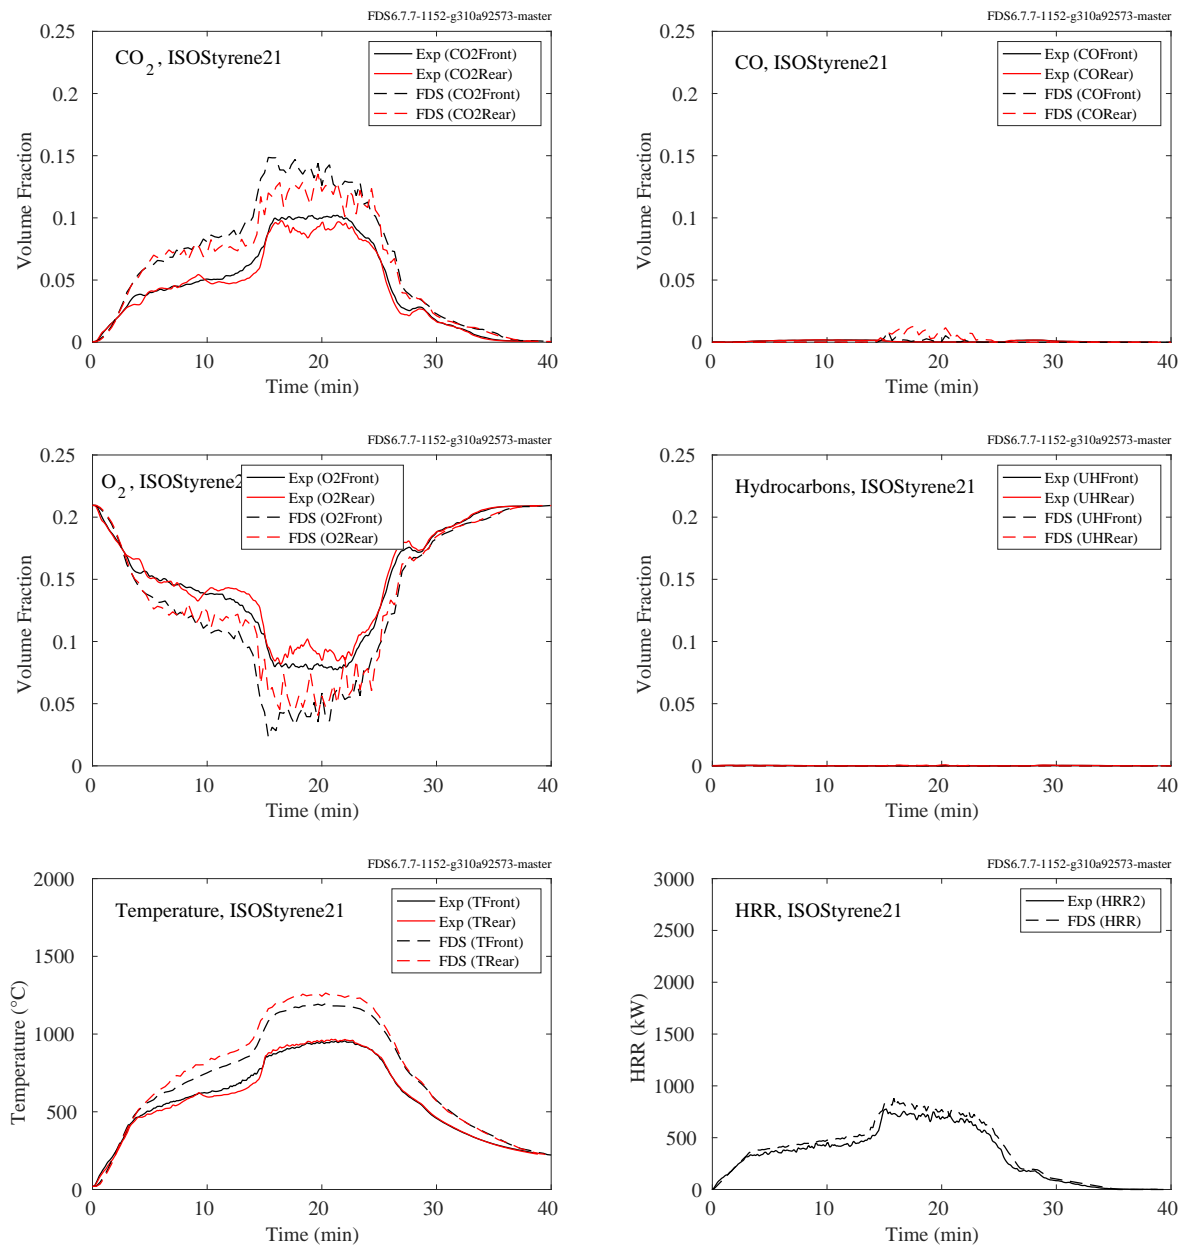 FDS6.7.7-1152-g310a92573-master
CO2, ISOStyrene21
Exp (CO2Front)
Exp (CO2Rear)
FDS (CO2Front)
FDS (CO2Rear)
0.25
0.2
0.15
0.1
0.05
0
Volume Fraction
0 10 20 30 40
Time (min)
FDS6.7.7-1152-g310a92573-master
CO, ISOStyrene21
Exp (COFront)
Exp (CORear)
FDS (COFront)
FDS (CORear)
0.25
0.2
0.15
0.1
0.05
0
Volume Fraction
0 10 20 30 40
Time (min)
FDS6.7.7-1152-g310a92573-master
O2, ISOStyrene2
Exp (O2Front)
Exp (O2Rear)
FDS (O2Front)
FDS (O2Rear)
0.25
0.2
0.15
0.1
0.05
0
Volume Fraction
0 10 20 30 40
Time (min)
FDS6.7.7-1152-g310a92573-master
Hydrocarbons, ISOStyrene21
Exp (UHFront)
Exp (UHRear)
FDS (UHFront)
FDS (UHRear)
0.25
0.2
0.15
0.1
0.05
0
Volume Fraction
0 10 20 30 40
Time (min)
FDS6.7.7-1152-g310a92573-master
Temperature, ISOStyrene21
Exp (TFront)
Exp (TRear)
FDS (TFront)
FDS (TRear)
2000
1500
1000
500
0
Temperature (°C)
0 10 20 30 40
Time (min)
FDS6.7.7-1152-g310a92573-master
HRR, ISOStyrene21
Exp (HRR2)
FDS (HRR)
3000
2500
2000
1500
1000
500
0
HRR (kW)
0 10 20 30 40
Time (min)